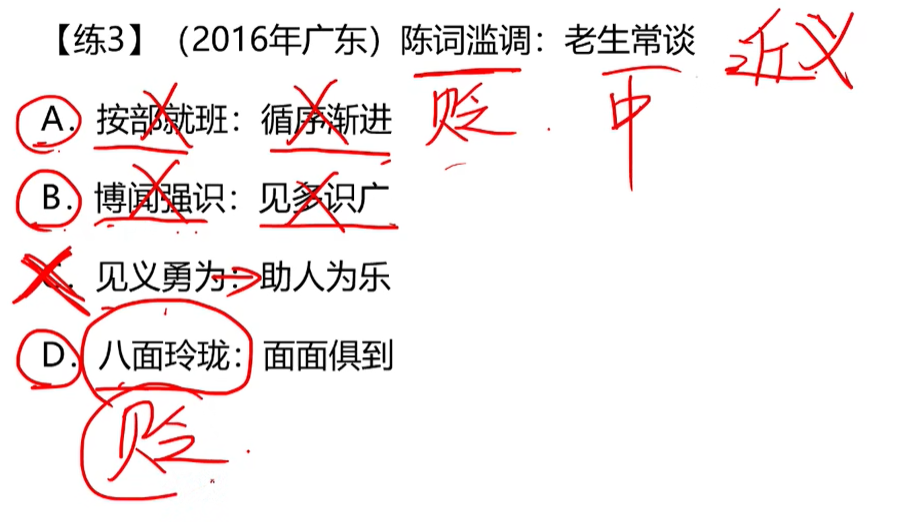 【练3】（2016年广东）陈词滥调：老生常谈 近义
A. 按部就班：循序渐进 贬 中
B. 博闻强识：见多识广
C. 见义勇为：助人为乐
D. 八面玲珑：面面俱到
贬